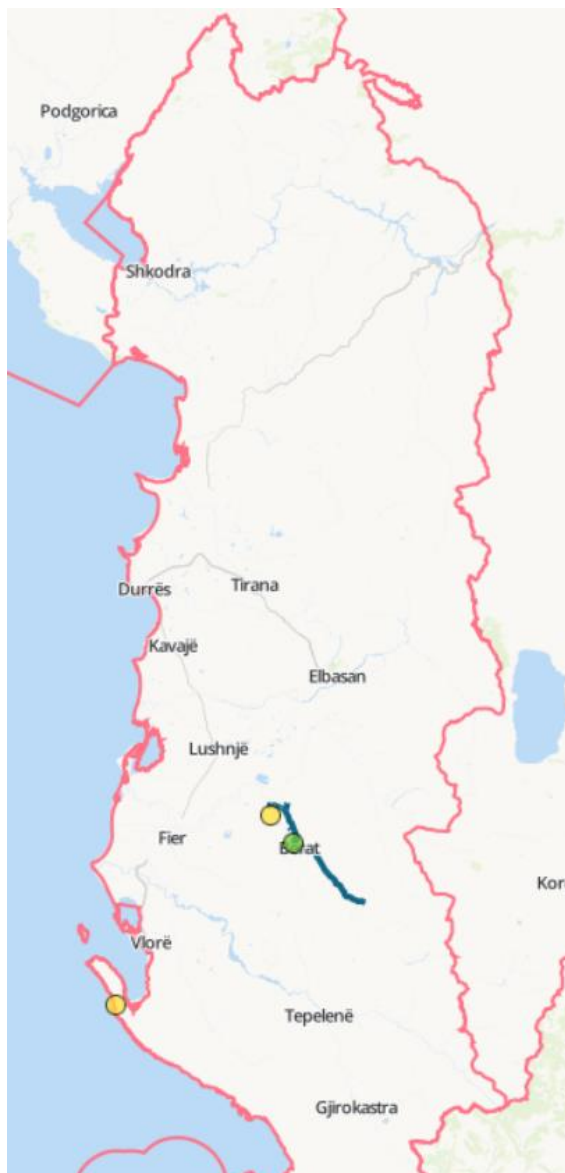 Podgorica
Shkodra
Durrës
Tirana
Kavajë
Elbasan
Lushnjë
Fier
Vlorë
Tepelenë
Gjirokastra